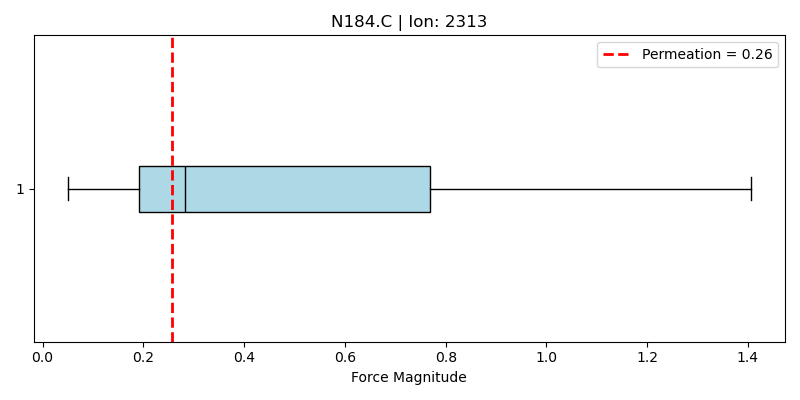 N184.C | Ion: 2313
Permeation = 0.26
1
0.0 0.2 0.4 0.6 0.8 1.0 1.2 1.4
Force Magnitude